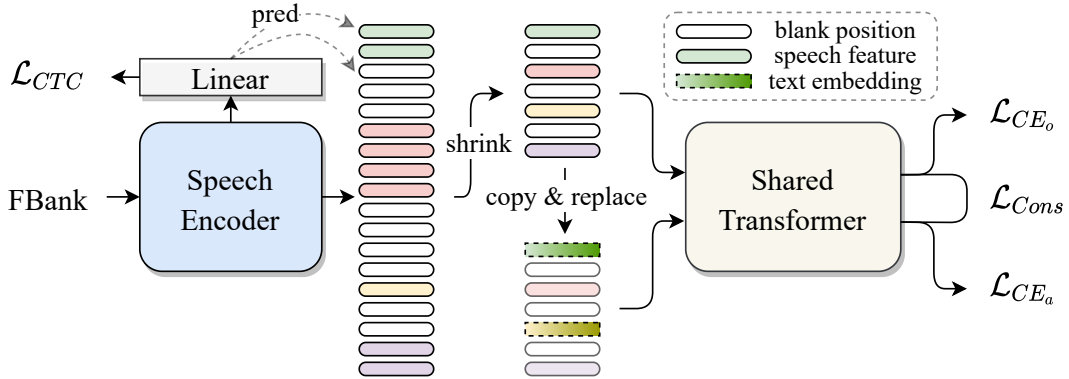 pred
blank position
speech feature
text embedding
ℒ_CTC
Linear
shrink
ℒ_CE_o
Speech
Encoder
FBank
copy & replace
Shared
Transformer
ℒ_Cons
ℒ_CE_a